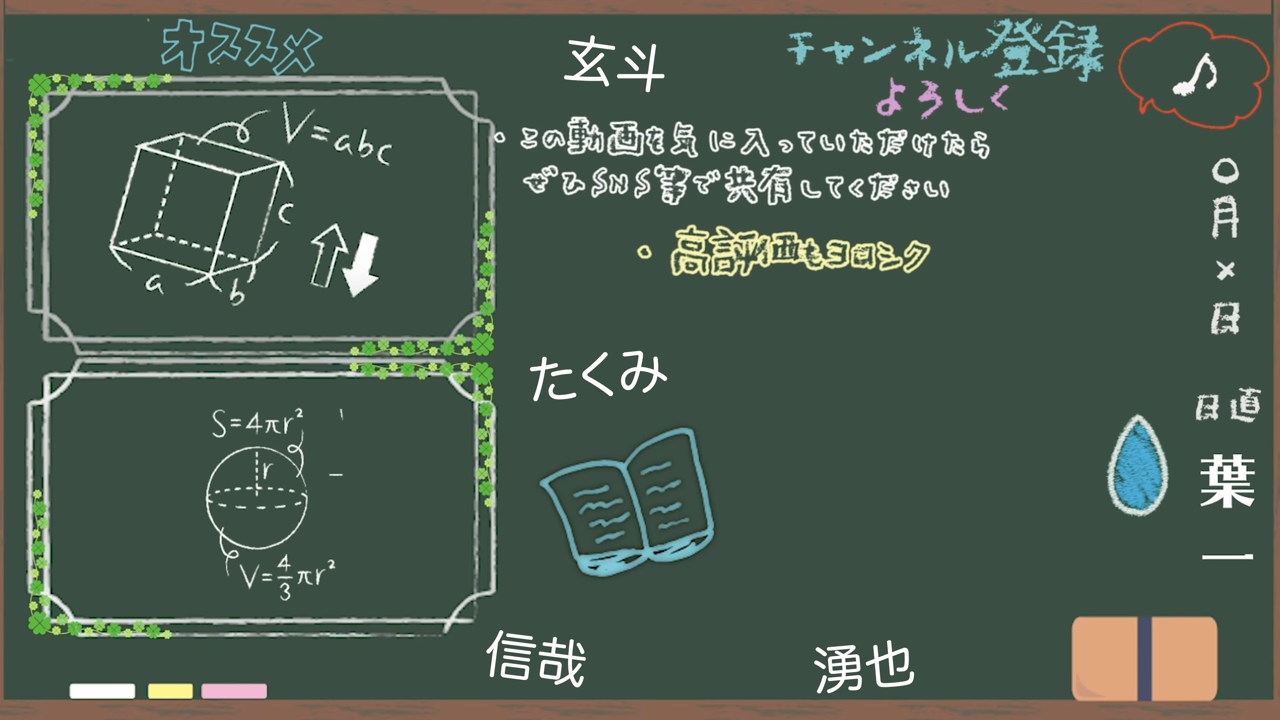 オススメ
玄斗
チャンネル登録
よろしく
V=abc
c
a
b
・この動画を気に入っていただけたら
ぜひSNS等で共有してください
・高評価もヨロシク
〇月×日
日直
葉一
たくみ
S=4πr²
r
V=4/3πr²
信哉
湧也